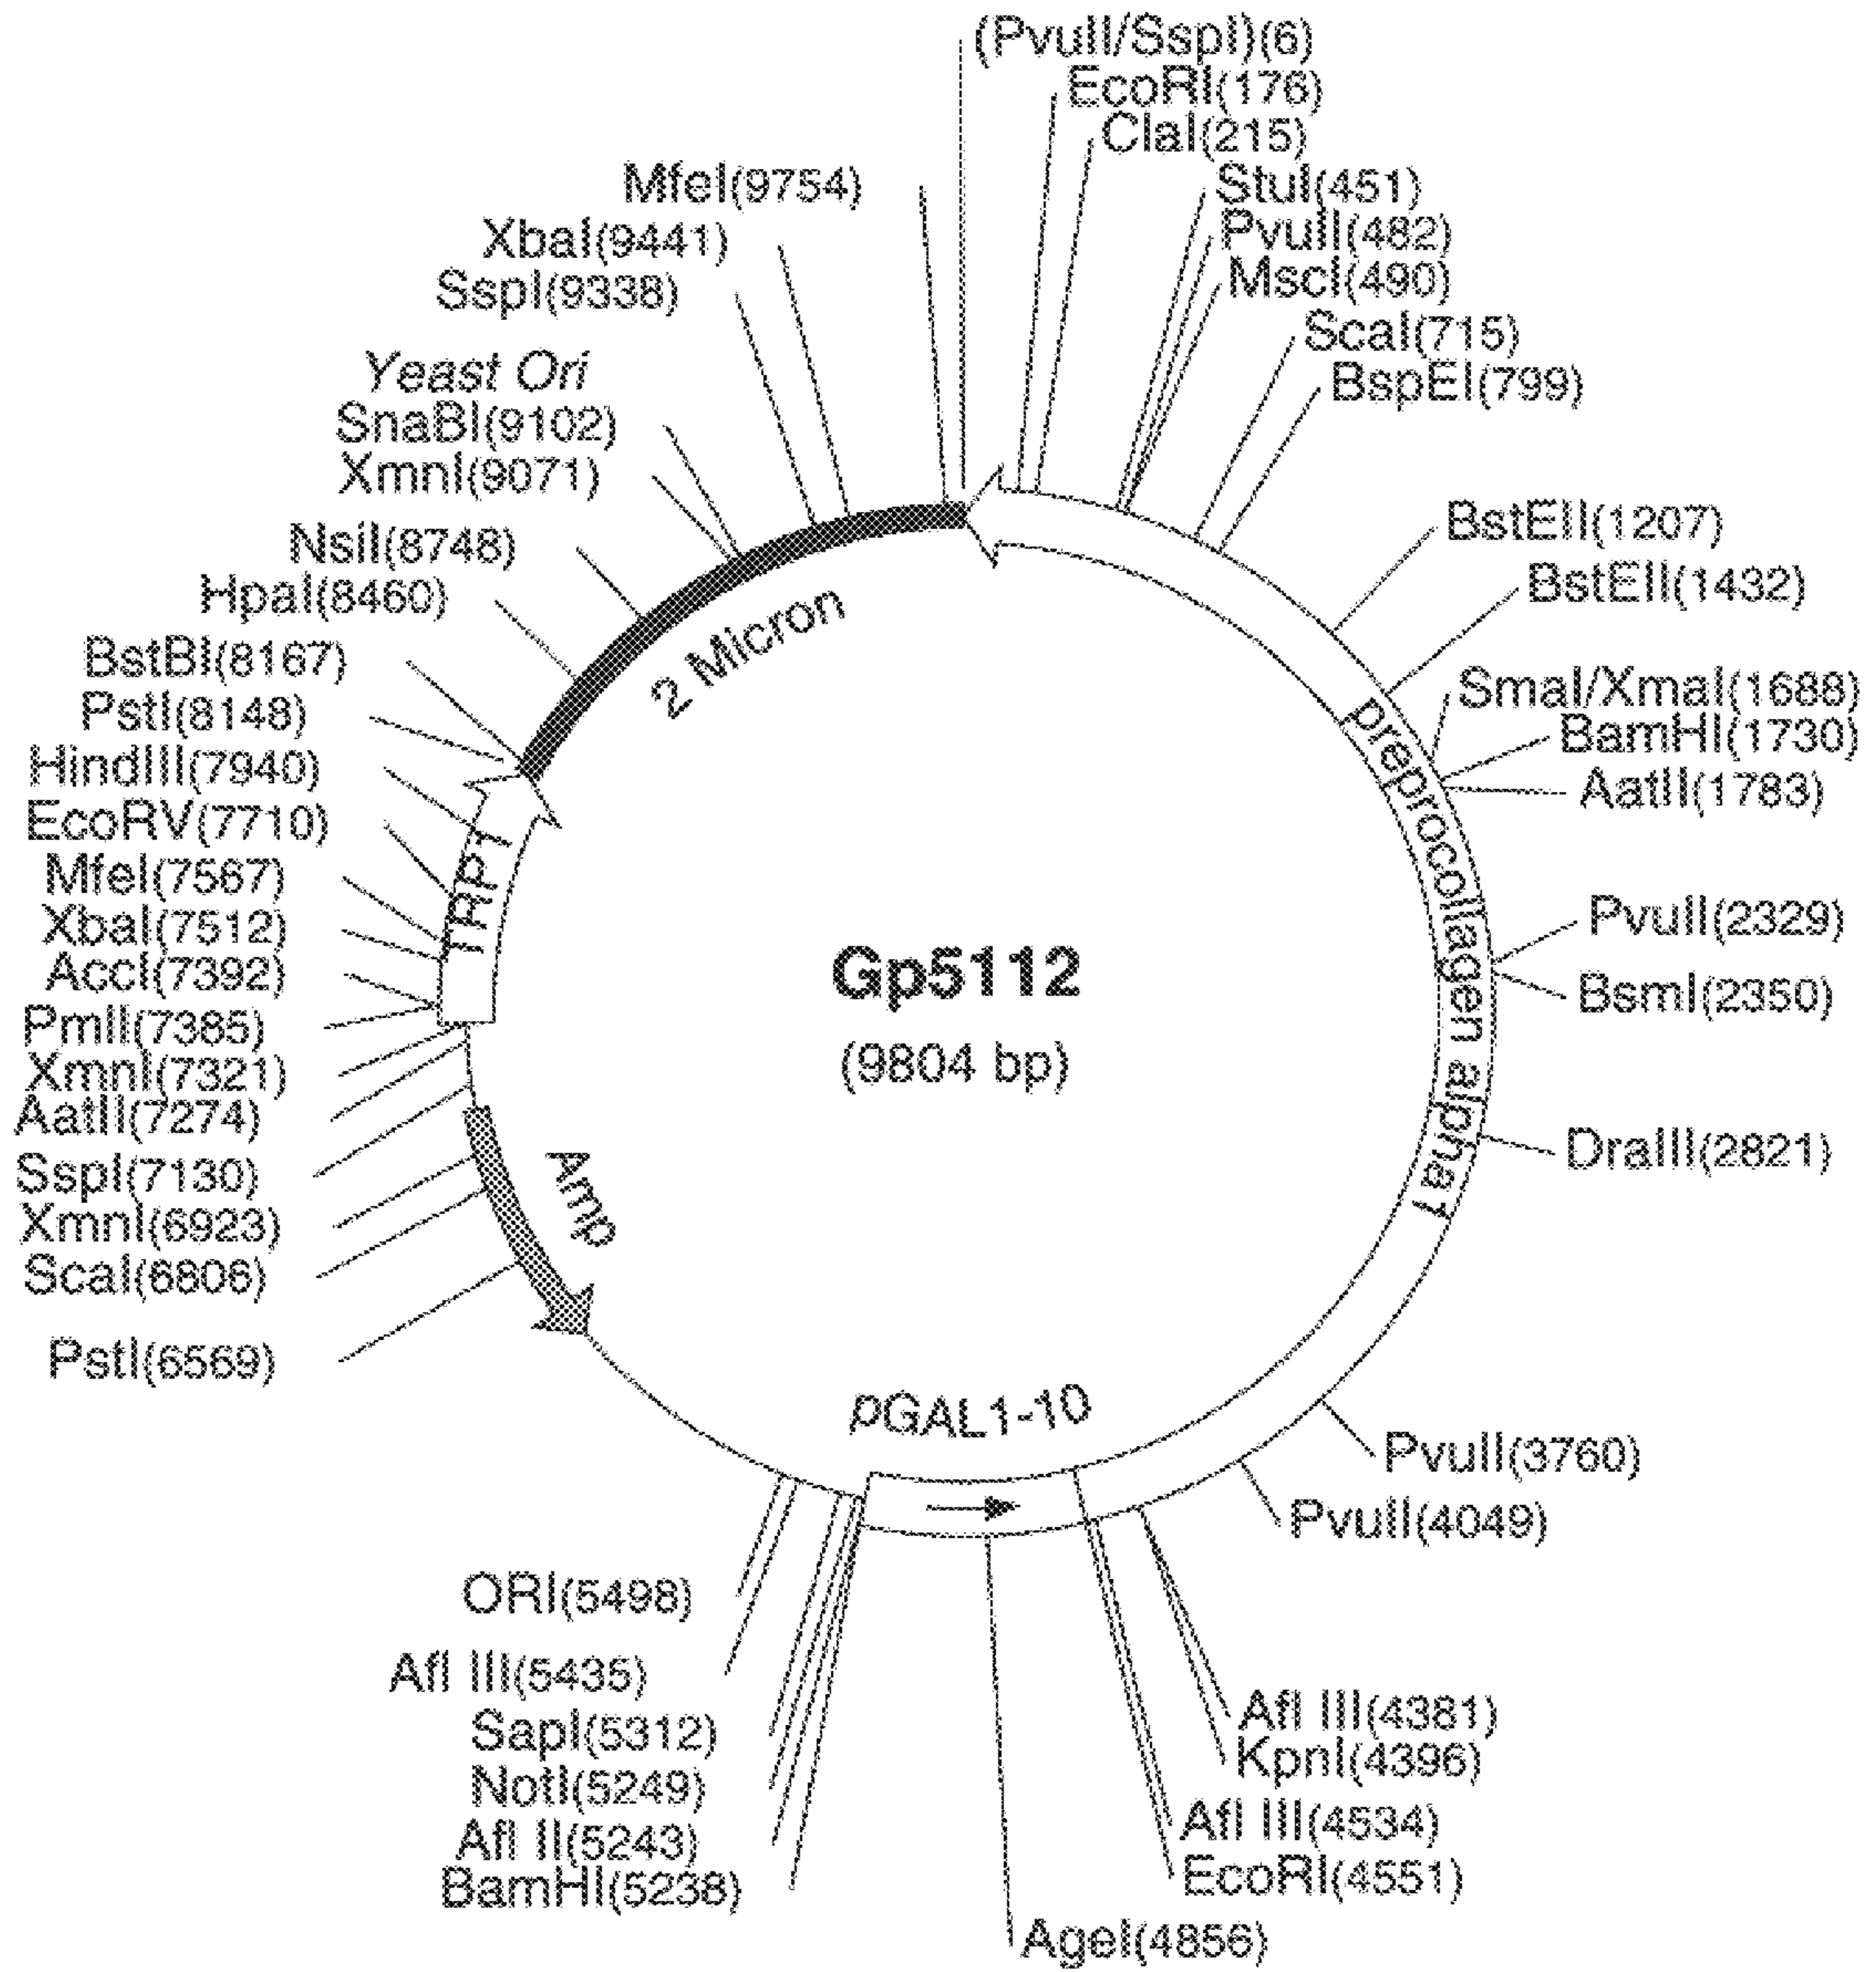 (PvuII/SspI)(6)
EcoRI(176)
ClaI(215)
StuI(451)
PvuII(482)
MscI(490)
ScaI(715)
BspEI(799)
BstEII(1207)
BstEII(1432)
SmaI/XmaI(1688)
BamHI(1730)
AatII(1783)
PvuII(2329)
BsmI(2350)
DraIII(2821)
PvuII(3760)
PvuII(4049)
Afl III(4381)
KpnI(4396)
Afl III(4534)
EcoRI(4551)
AgeI(4856)
BamHI(5238)
Afl II(5243)
NotI(5249)
SapI(5312)
Afl III(5435)
ORI(5498)
PstI(6569)
ScaI(6806)
XmnI(6923)
SspI(7130)
AatII(7274)
XmnI(7321)
PmlI(7385)
AccI(7392)
XbaI(7512)
MfeI(7567)
EcoRV(7710)
HindIII(7940)
PstI(8148)
BstBI(8167)
HpaI(8460)
NsiI(8748)
XmnI(9071)
SnaBI(9102)
Yeast Ori
SspI(9338)
XbaI(9441)
MfeI(9754)
2 Micron
preprocollagen alpha1
TRP1
Amp
pGAL1-10
Gp5112
(9804 bp)